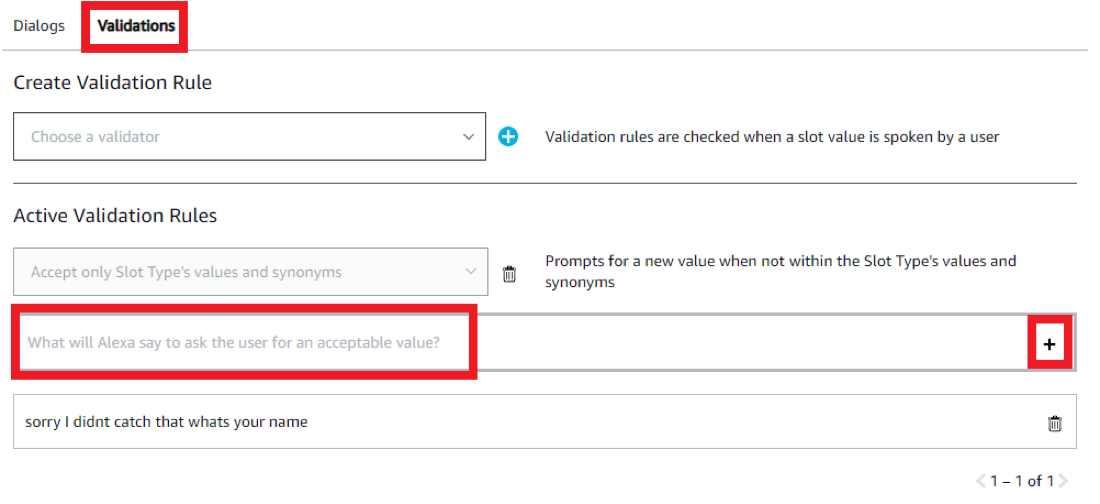 Dialogs Validations
Create Validation Rule
Choose a validator Validation rules are checked when a slot value is spoken by a user
Active Validation Rules
Accept only Slot Type's values and synonyms Prompts for a new value when not within the Slot Type's values and
synonyms
What will Alexa say to ask the user for an acceptable value?
sorry I didnt catch that whats your name
1 – 1 of 1